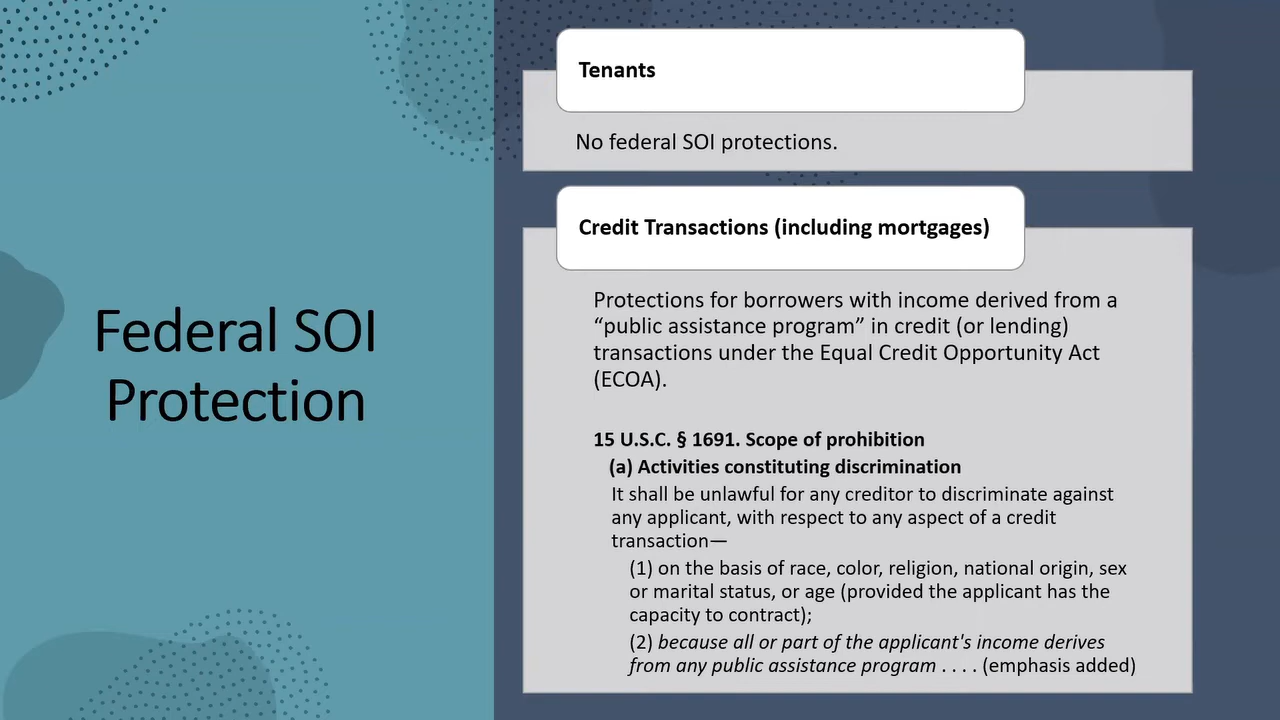 Federal SOI
Protection
Tenants
No federal SOI protections.
Credit Transactions (including mortgages)
Protections for borrowers with income derived from a
“public assistance program” in credit (or lending)
transactions under the Equal Credit Opportunity Act
(ECOA).
15 U.S.C. § 1691. Scope of prohibition
(a) Activities constituting discrimination
It shall be unlawful for any creditor to discriminate against
any applicant, with respect to any aspect of a credit
transaction—
(1) on the basis of race, color, religion, national origin, sex
or marital status, or age (provided the applicant has the
capacity to contract);
(2) because all or part of the applicant's income derives
from any public assistance program . . . . (emphasis added)